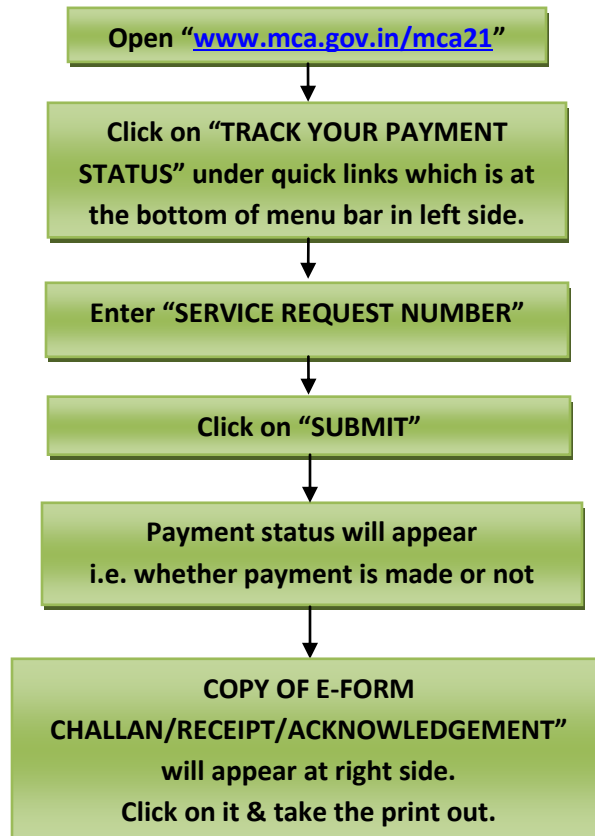 Open “www.mca.gov.in/mca21”
Click on “TRACK YOUR PAYMENT
STATUS” under quick links which is at
the bottom of menu bar in left side.
Enter “SERVICE REQUEST NUMBER”
Click on “SUBMIT”
Payment status will appear
i.e. whether payment is made or not
COPY OF E-FORM
CHALLAN/RECEIPT/ACKNOWLEDGEMENT”
will appear at right side.
Click on it & take the print out.